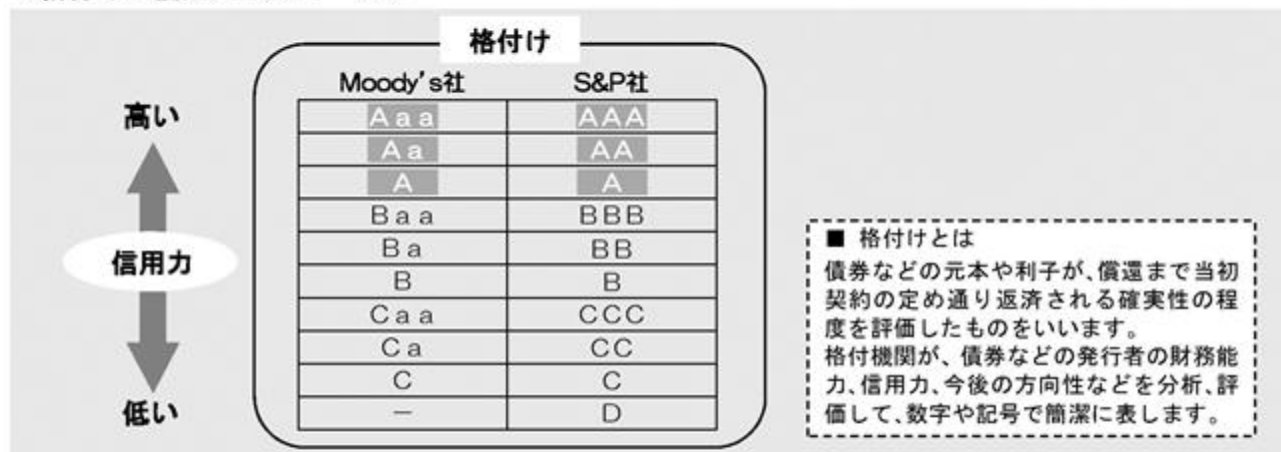 格付け
Moody's社 S&P社
高い
Aaa AAA
Aa AA
A A
Baa BBB
Ba BB
信用力
B B
Caa CCC
Ca CC
C C
低い
－ D
■ 格付けとは
債券などの元本や利子が、償還まで当初
契約の定め通り返済される確実性の程
度を評価したものをいいます。
格付機関が、債券などの発行者の財務能
力、信用力、今後の方向性などを分析、評
価して、数字や記号で簡潔に表します。